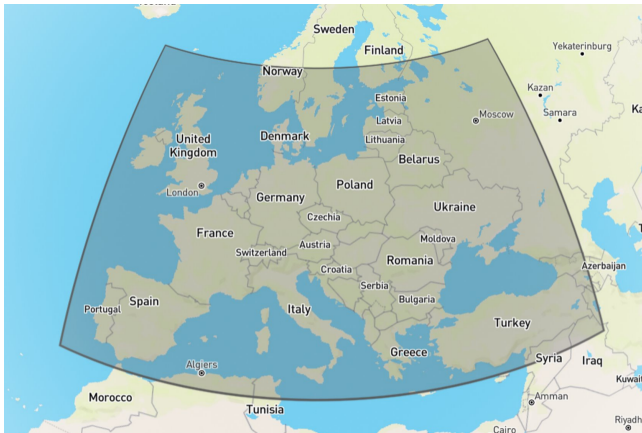 Sweden
Finland
Yekaterinburg
Norway
Kazan
Estonia
Samara
Moscow
Latvia
United
Kingdom
Denmark
Lithuania
Belarus
London
Poland
Germany
Ukraine
Czechia
France
Moldova
Austria
Switzerland
Romania
Azerbaijan
Croatia
Serbia
Bulgaria
Spain
Portugal
Italy
Turkey
Greece
Syria
Iraq
Algiers
Kuwait
Morocco
Amman
Tunisia
Riyadh
Cairo